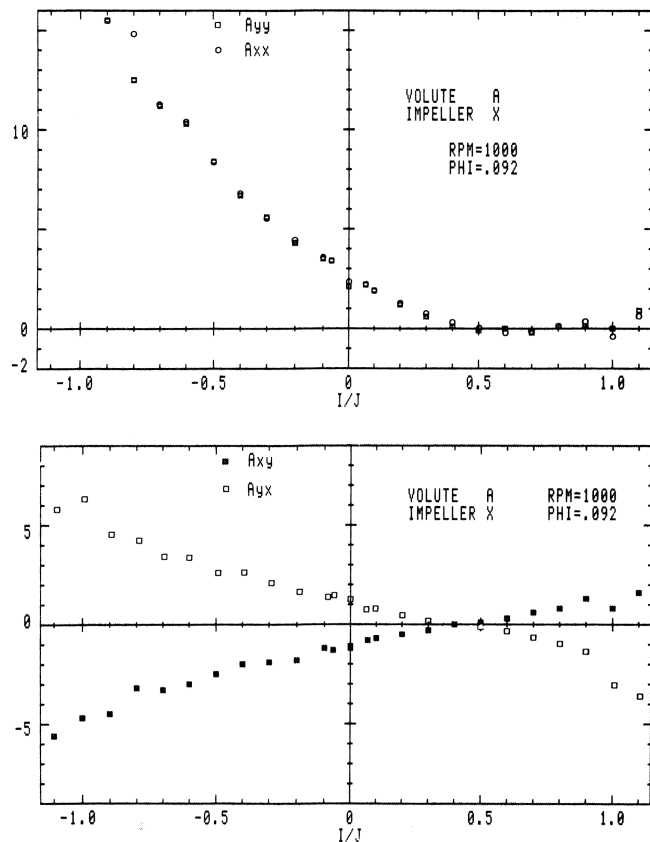 Ayy
Axx
VOLUTE A
IMPELLER X
RPM=1000
PHI=.092
10
0
-2
-1.0
-0.5
0
0.5
1.0
I/J
Axy
Ayx
VOLUTE A RPM=1000
IMPELLER X PHI=.092
5
0
-5
-1.0
-0.5
0
0.5
1.0
I/J